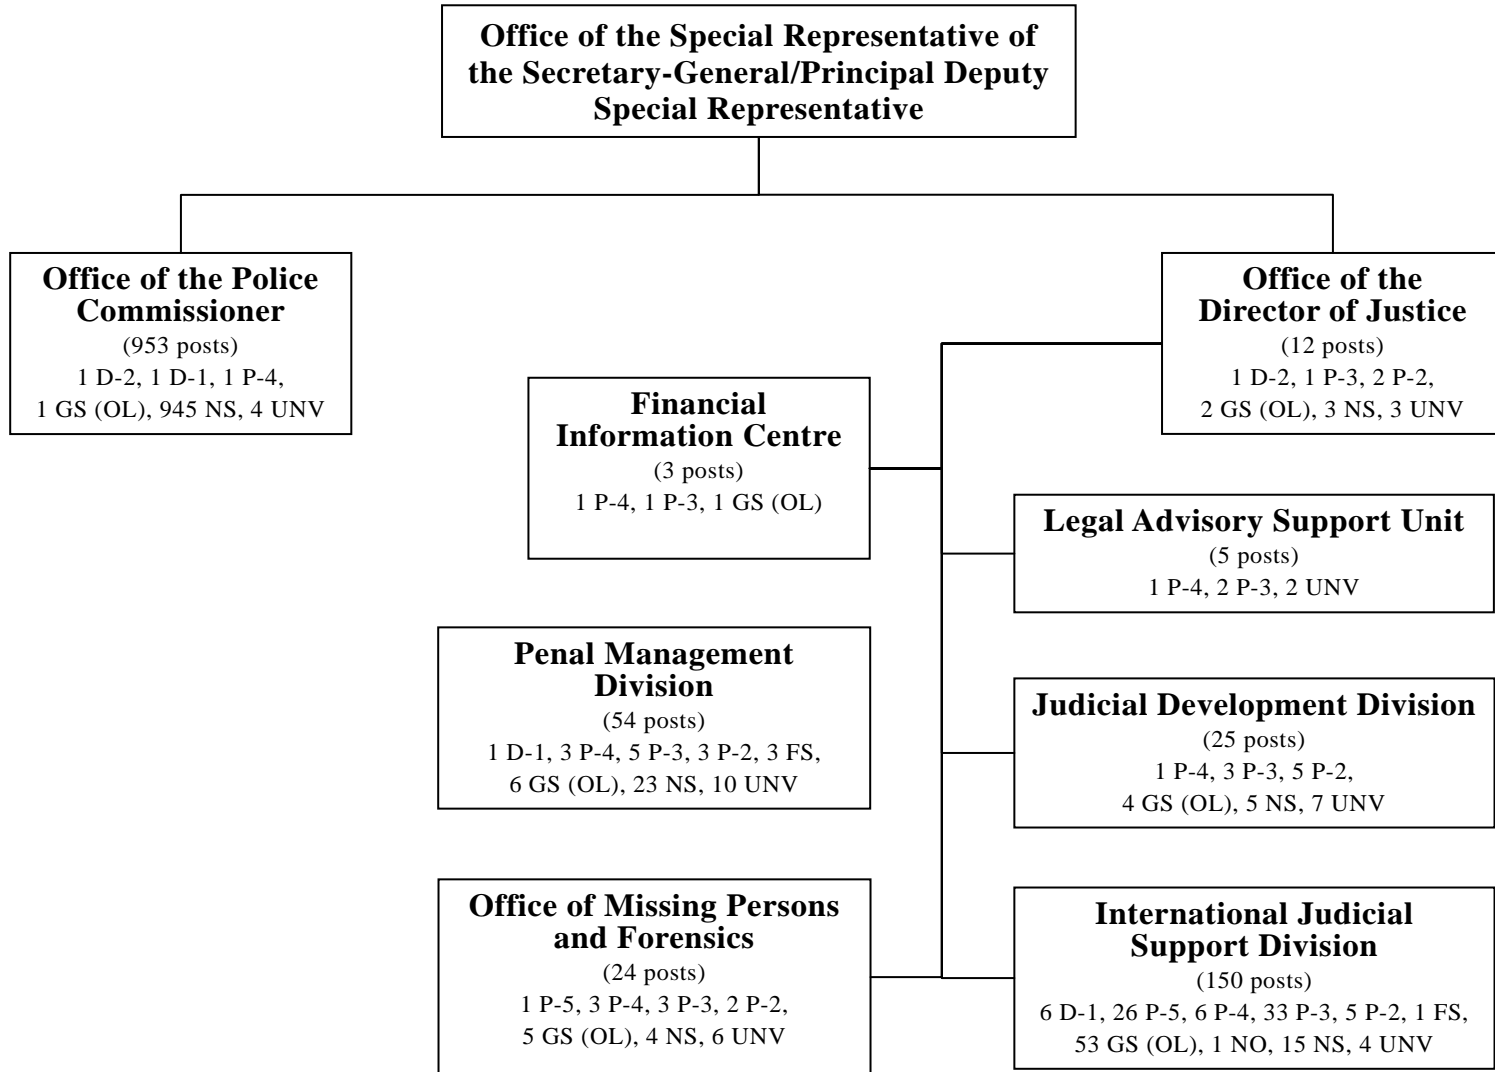 Office of the Special Representative of
the Secretary-General/Principal Deputy
Special Representative
Office of the Police
Commissioner
(953 posts)
1 D-2, 1 D-1, 1 P-4,
1 GS (OL), 945 NS, 4 UNV
Office of the
Director of Justice
(12 posts)
1 D-2, 1 P-3, 2 P-2,
2 GS (OL), 3 NS, 3 UNV
Financial
Information Centre
(3 posts)
1 P-4, 1 P-3, 1 GS (OL)
Legal Advisory Support Unit
(5 posts)
1 P-4, 2 P-3, 2 UNV
Penal Management
Division
(54 posts)
1 D-1, 3 P-4, 5 P-3, 3 P-2, 3 FS,
6 GS (OL), 23 NS, 10 UNV
Judicial Development Division
(25 posts)
1 P-4, 3 P-3, 5 P-2,
4 GS (OL), 5 NS, 7 UNV
Office of Missing Persons
and Forensics
(24 posts)
1 P-5, 3 P-4, 3 P-3, 2 P-2,
5 GS (OL), 4 NS, 6 UNV
International Judicial
Support Division
(150 posts)
6 D-1, 26 P-5, 6 P-4, 33 P-3, 5 P-2, 1 FS,
53 GS (OL), 1 NO, 15 NS, 4 UNV